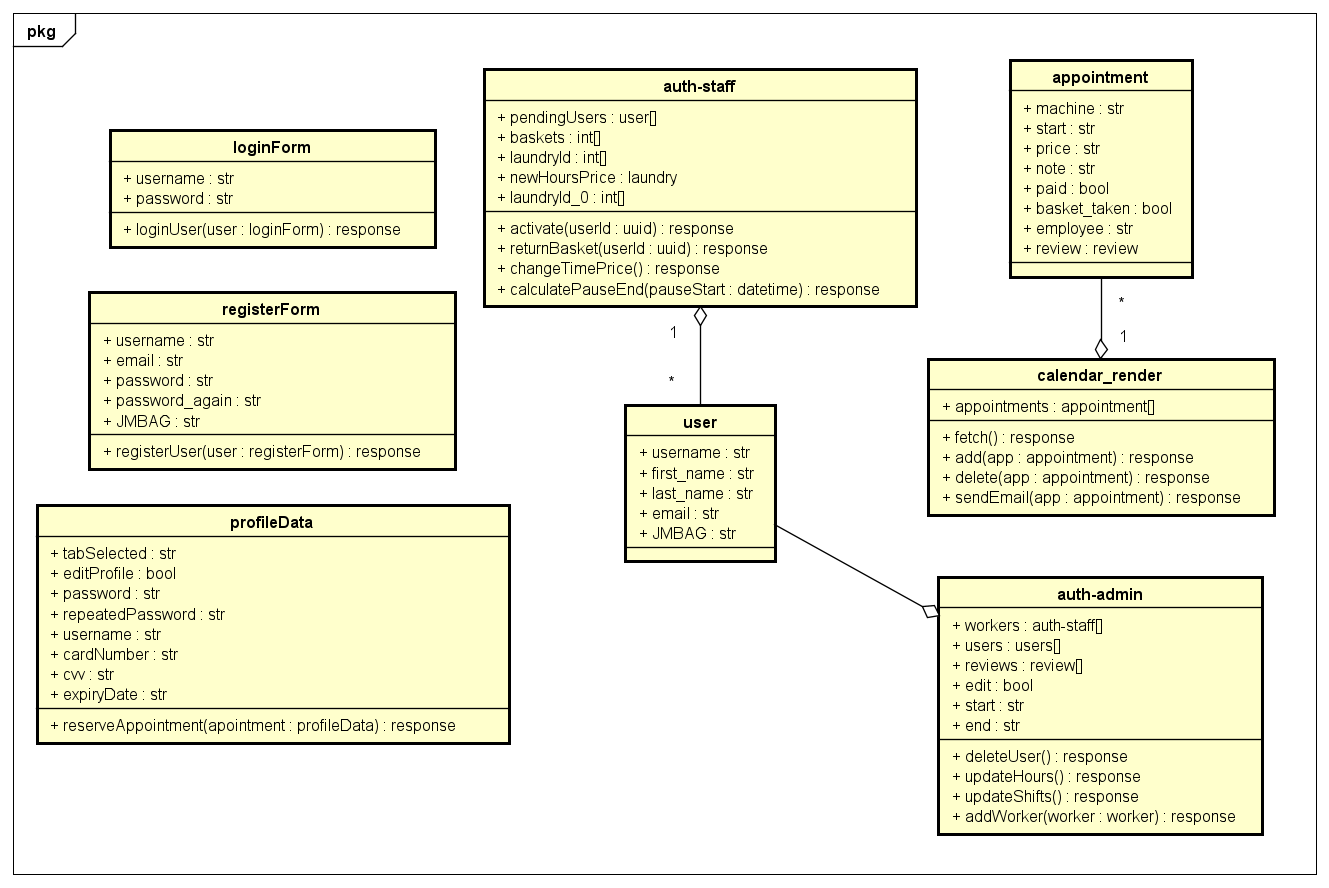 pkg
loginForm
+ username : str
+ password : str
+ loginUser(user : loginForm) : response
registerForm
+ username : str
+ email : str
+ password : str
+ password_again : str
+ JMBAG : str
+ registerUser(user : registerForm) : response
profileData
+ tabSelected : str
+ editProfile : bool
+ password : str
+ repeatedPassword : str
+ username : str
+ cardNumber : str
+ cvv : str
+ expiryDate : str
+ reserveAppointment(apointment : profileData) : response
auth-staff
+ pendingUsers : user[]
+ baskets : int[]
+ laundryId : int[]
+ newHoursPrice : laundry
+ laundryId_0 : int[]
+ activate(userId : uuid) : response
+ returnBasket(userId : uuid) : response
+ changeTimePrice() : response
+ calculatePauseEnd(pauseStart : datetime) : response
1
*
user
+ username : str
+ first_name : str
+ last_name : str
+ email : str
+ JMBAG : str
appointment
+ machine : str
+ start : str
+ price : str
+ note : str
+ paid : bool
+ basket_taken : bool
+ employee : str
+ review : review
*
1
calendar_render
+ appointments : appointment[]
+ fetch() : response
+ add(app : appointment) : response
+ delete(app : appointment) : response
+ sendEmail(app : appointment) : response
auth-admin
+ workers : auth-staff[]
+ users : users[]
+ reviews : review[]
+ edit : bool
+ start : str
+ end : str
+ deleteUser() : response
+ updateHours() : response
+ updateShifts() : response
+ addWorker(worker : worker) : response